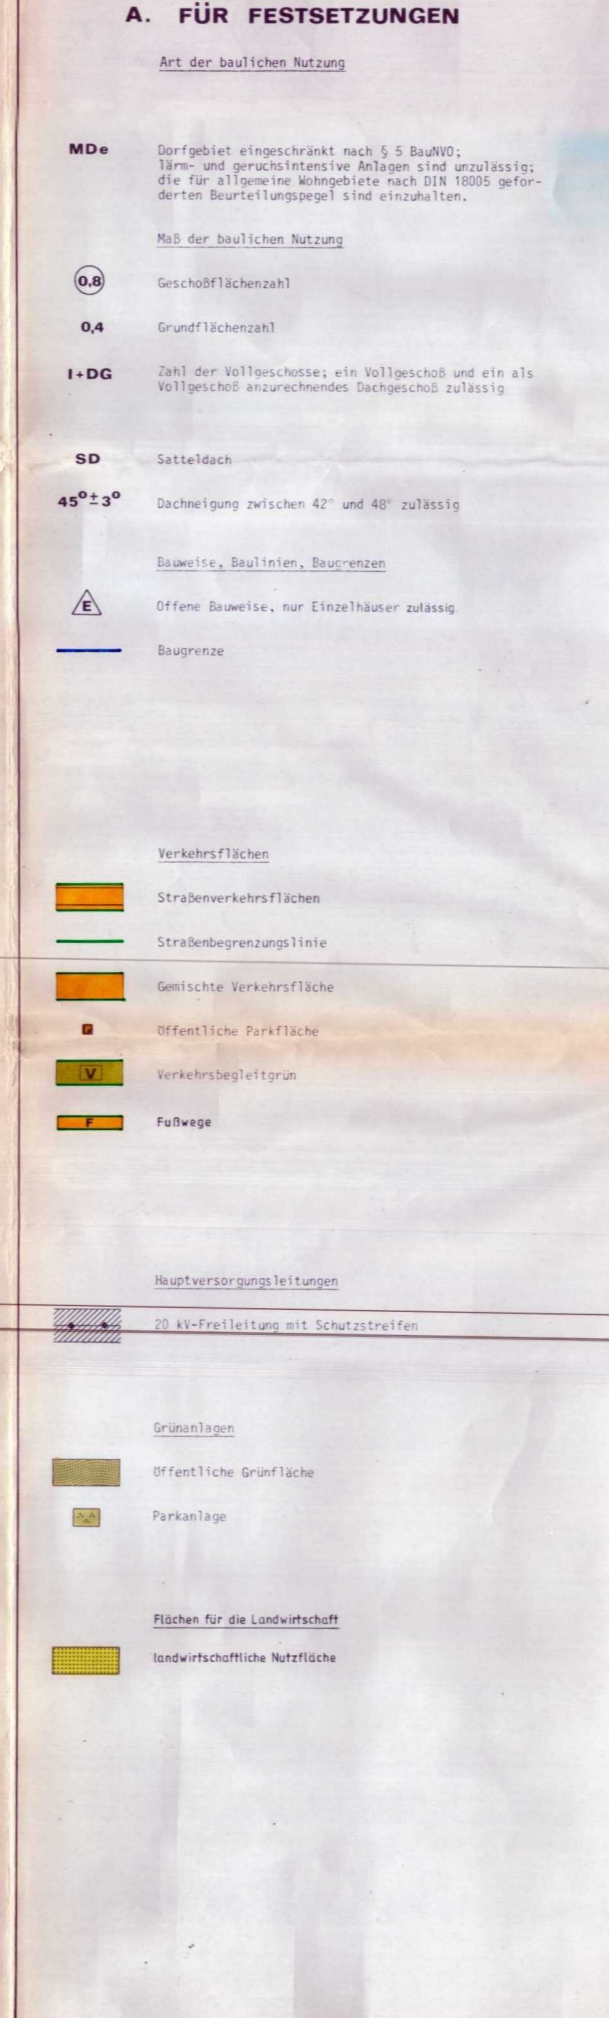 A. FÜR FESTSETZUNGEN
Art der baulichen Nutzung
MDe Dorfgebiet eingeschränkt nach § 5 BauNVO;
lärm- und geruchsintensive Anlagen sind unzulässig;
die für allgemeine Wohngebiete nach DIN 18005 gefor-
derten Beurteilungspegel sind einzuhalten.
Maß der baulichen Nutzung
0,8 Geschoßflächenzahl
0,4 Grundflächenzahl
I+DG Zahl der Vollgeschosse; ein Vollgeschoß und ein als
Vollgeschoß anzurechnendes Dachgeschoß zulässig
SD Satteldach
45°±3° Dachneigung zwischen 42° und 48° zulässig
Bauweise, Baulinien, Baugrenzen
E Offene Bauweise, nur Einzelhäuser zulässig.
Baugrenze
Verkehrsflächen
Straßenverkehrsflächen
Straßenbegrenzungslinie
Gemischte Verkehrsfläche
P Öffentliche Parkfläche
V Verkehrsbegleitgrün
F Fußwege
Hauptversorgungsleitungen
20 kV-Freileitung mit Schutzstreifen
Grünanlagen
Öffentliche Grünfläche
Parkanlage
Flächen für die Landwirtschaft
landwirtschaftliche Nutzfläche